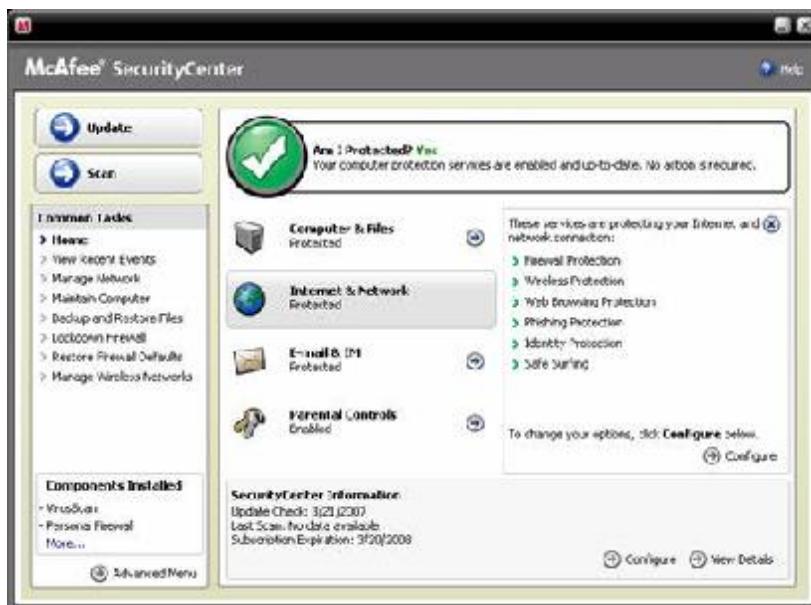 McAfee® SecurityCenter
Help
Update
Scan
Common Tasks
Home
View Recent Events
Manage Network
Maintain Computer
Backup and Restore Files
Lockdown Firewall
Restore Firewall Defaults
Manage Wireless Networks
Components Installed
- VirusScan
- Personal Firewall
More...
Advanced Menu
Am I Protected? Yes
Your computer protection services are enabled and up-to-date. No action is required.
Computer & Files
Protected
Internet & Network
Protected
E-mail & IM
Protected
Parental Controls
Enabled
These services are protecting your Internet and
network connection:
Firewall Protection
Wireless Protection
Web Browsing Protection
Phishing Protection
Identity Protection
Safe Surfing
To change your options, click Configure below.
Configure
SecurityCenter Information
Update Check: 3/21/2007
Last Scan: No data available
Subscription Expiration: 3/20/2008
Configure
View Details